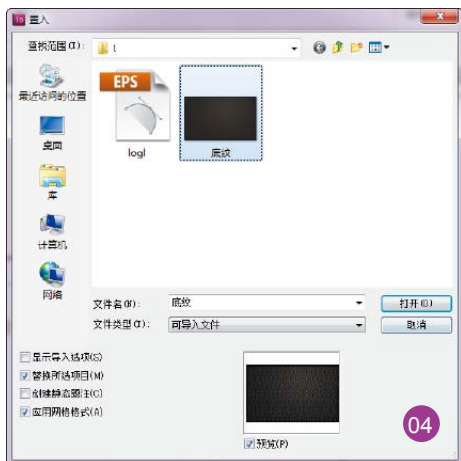 置入
查找范围(I):
t
最近访问的位置
桌面
库
计算机
网络
EPS
logl
底纹
文件名(N):
底纹
打开(O)
文件类型(T):
可导入文件
取消
显示导入选项(S)
替换所选项目(M)
创建静态题注(C)
应用网格格式(A)
预览(P)
04